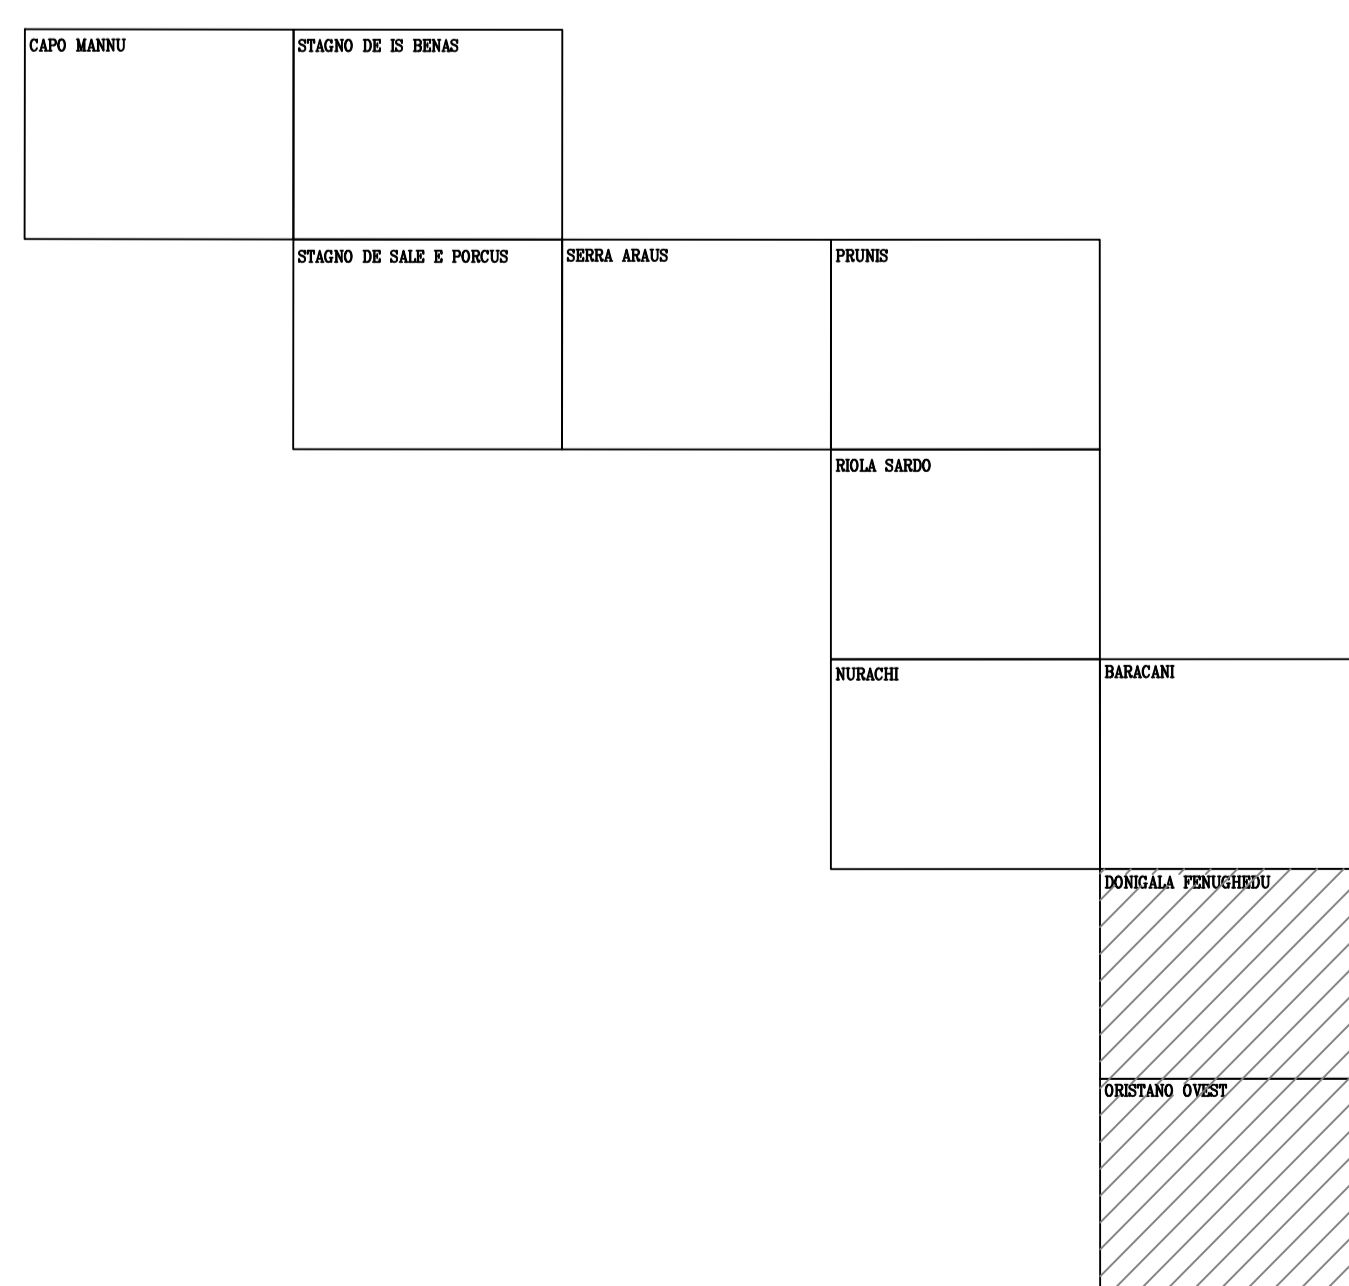 CAPO MANNU
STAGNO DE IS BENAS
STAGNO DE SALE E PORCUS
SERRA ARAUS
PRUNIS
RIOLA SARDO
NURACHI
BARACANI
DONIGALA FENUGHEDU
ORISTANO OVEST